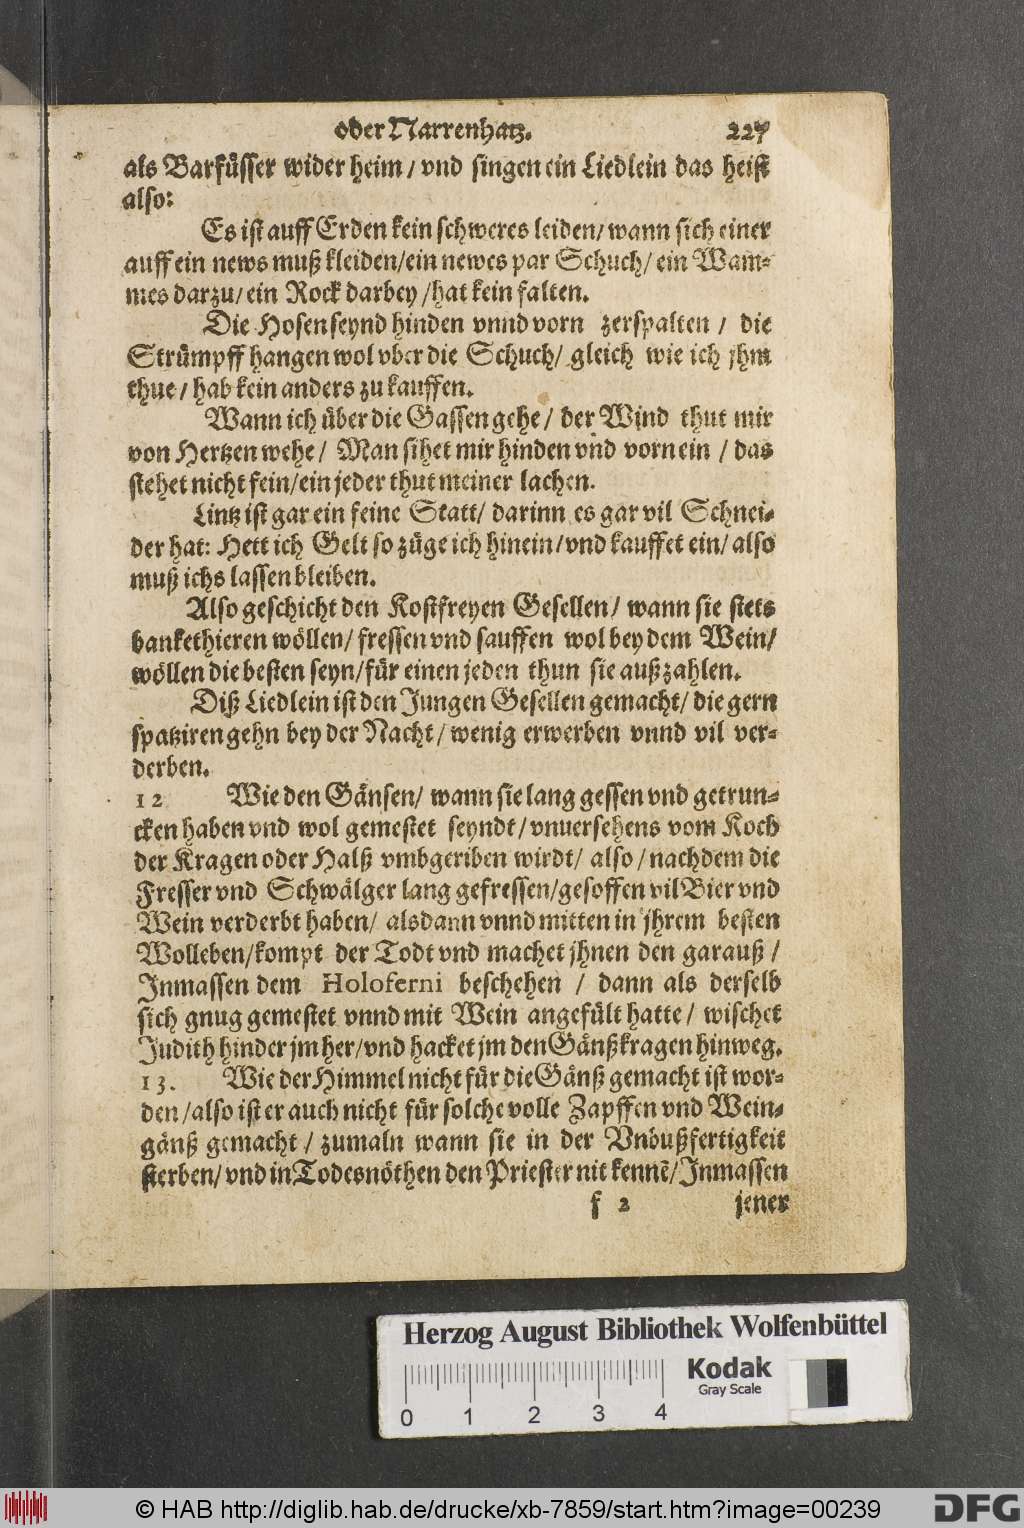 oder Narrenhatz. 227
als Barfüsser wider heim / vnd singen ein Liedlein das heist
also:
Es ist auff Erden kein schweres leiden / wann sich einer
auff ein news muß kleiden / ein newes par Schuch / ein Wam-
mes darzu / ein Rock darbey / hat kein falten.
Die Hosen seynd hinden vnnd vorn zerspalten / die
Strümpff hangen wol vber die Schuch / gleich wie ich jhm
thue / hab kein anders zu kauffen.
Wann ich über die Gassen gehe / der Wind thut mir
von Hertzen wehe / Man sihet mir hinden vnd vorn ein / das
stehet nicht fein / ein jeder thut meiner lachen.
Lintz ist gar ein feine Statt / darinn es gar vil Schnei-
der hat: Hett ich Gelt so züge ich hinein / vnd kauffet ein / also
muß ichs lassen bleiben.
Also geschicht den Kostfreyen Gesellen / wann sie stets
bankethieren wöllen / fressen vnd sauffen wol bey dem Wein /
wöllen die besten seyn / für einen jeden thun sie außzahlen.
Diß Liedlein ist den Jungen Gesellen gemacht / die gern
spatziren gehn bey der Nacht / wenig erwerben vnnd vil ver-
derben.
12 Wie den Gänsen / wann sie lang gessen vnd getrun-
cken haben vnd wol gemestet seyndt / vnuersehens vom Koch
der Kragen oder Halß vmbgeriben wirdt / also / nachdem die
Fresser vnd Schwälger lang gefressen / gesoffen vil Bier vnd
Wein verderbt haben / alsdann vnnd mitten in jhrem besten
Wolleben / kompt der Todt vnd machet jhnen den garauß /
Inmassen dem Holoferni beschehen / dann als derselb
sich gnug gemestet vnnd mit Wein angefült hatte / wischet
Judith hinder jm her / vnd hacket jm den Gänßkragen hinweg.
13. Wie der Himmel nicht für die Gänß gemacht ist wor-
den / also ist er auch nicht für solche volle Zapffen vnd Wein-
gänß gemacht / zumaln wann sie in der Vnbußfertigkeit
sterben / vnd in Todesnöthen den Priester nit kennē / Inmassen
f 2 jener
Herzog August Bibliothek Wolfenbüttel
Kodak
Gray Scale
0 1 2 3 4
© HAB http://diglib.hab.de/drucke/xb-7859/start.htm?image=00239
DFG